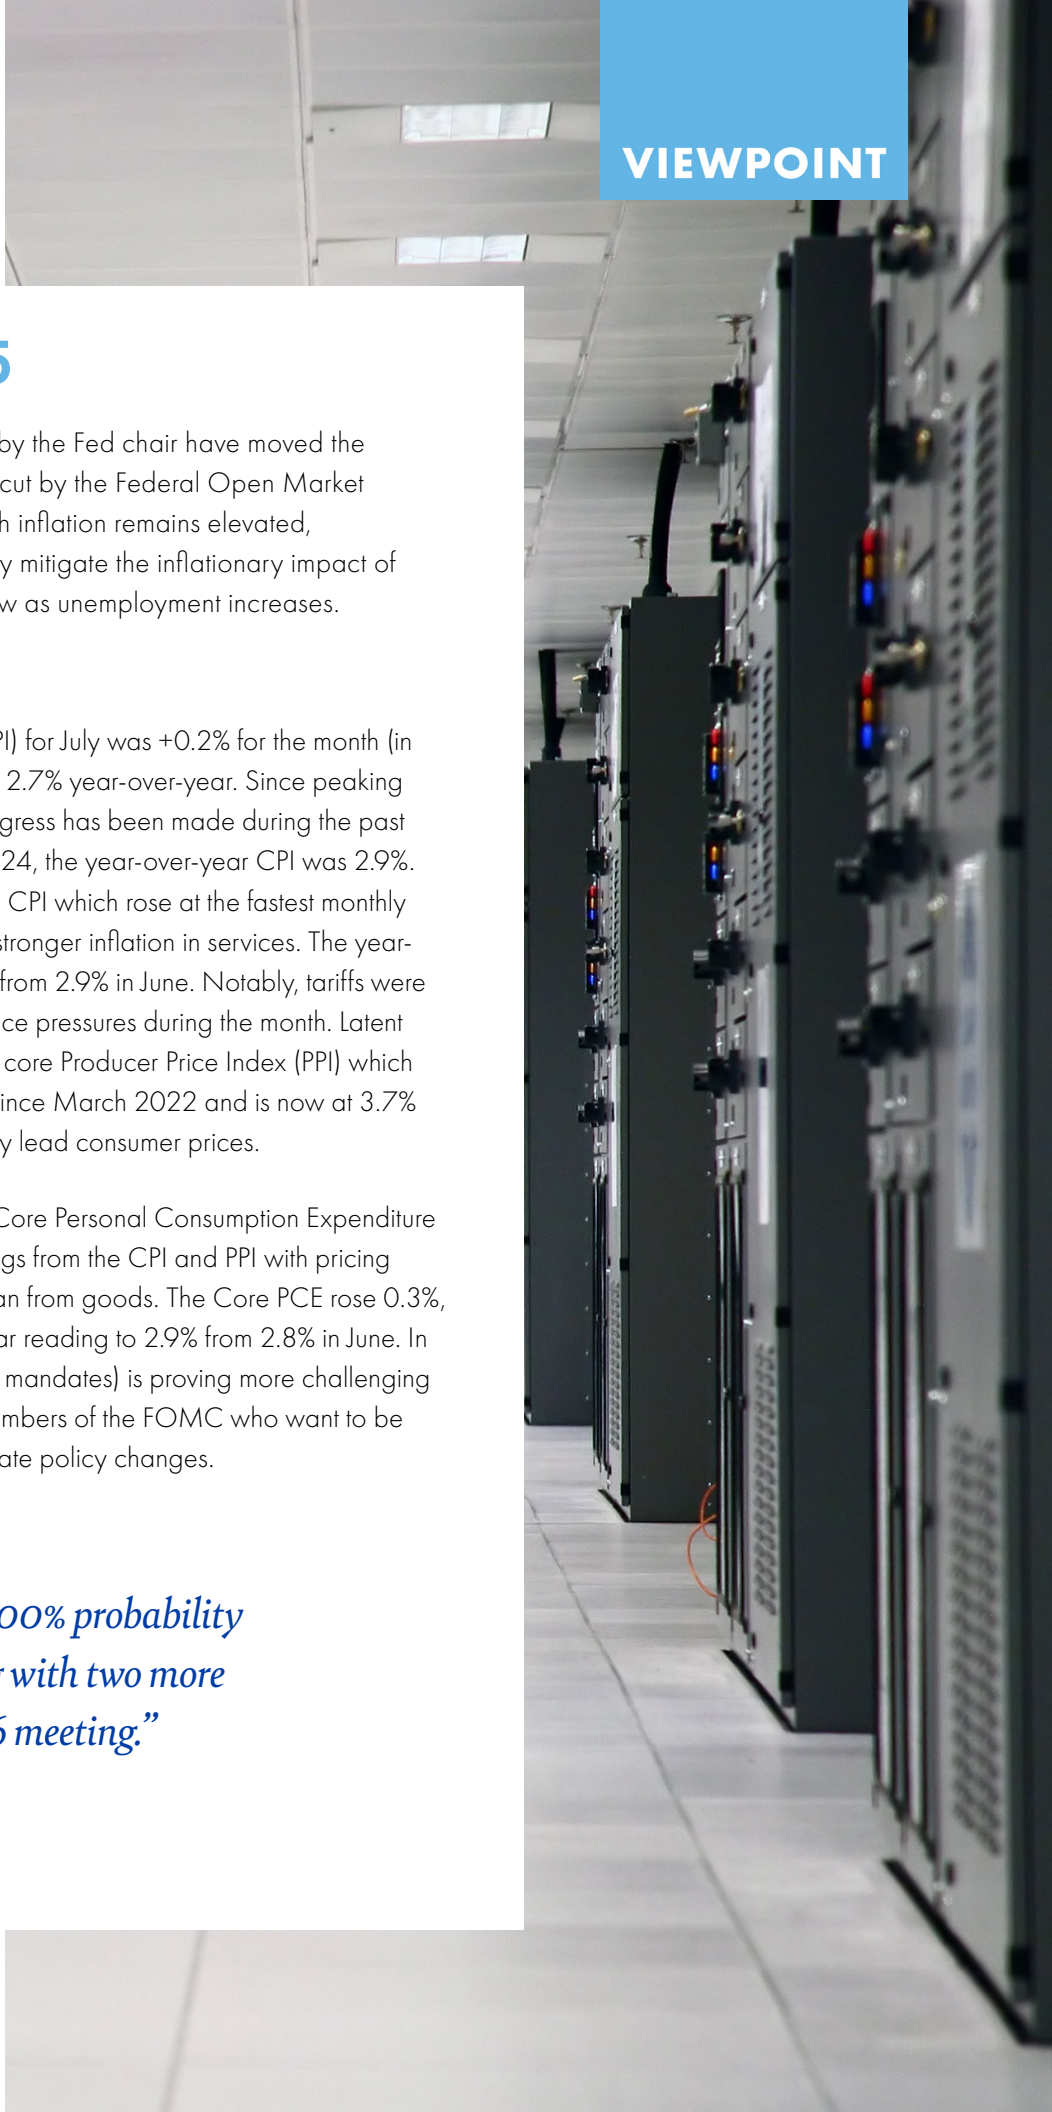 VIEWPOINT
5
by the Fed chair have moved the
cut by the Federal Open Market
h inflation remains elevated,
y mitigate the inflationary impact of
w as unemployment increases.
PI) for July was +0.2% for the month (in
2.7% year-over-year. Since peaking
gress has been made during the past
24, the year-over-year CPI was 2.9%.
CPI which rose at the fastest monthly
stronger inflation in services. The year-
from 2.9% in June. Notably, tariffs were
ce pressures during the month. Latent
core Producer Price Index (PPI) which
ince March 2022 and is now at 3.7%
y lead consumer prices.
Core Personal Consumption Expenditure
gs from the CPI and PPI with pricing
an from goods. The Core PCE rose 0.3%,
ar reading to 2.9% from 2.8% in June. In
mandates) is proving more challenging
mbers of the FOMC who want to be
ate policy changes.
00% probability
with two more
6 meeting.”